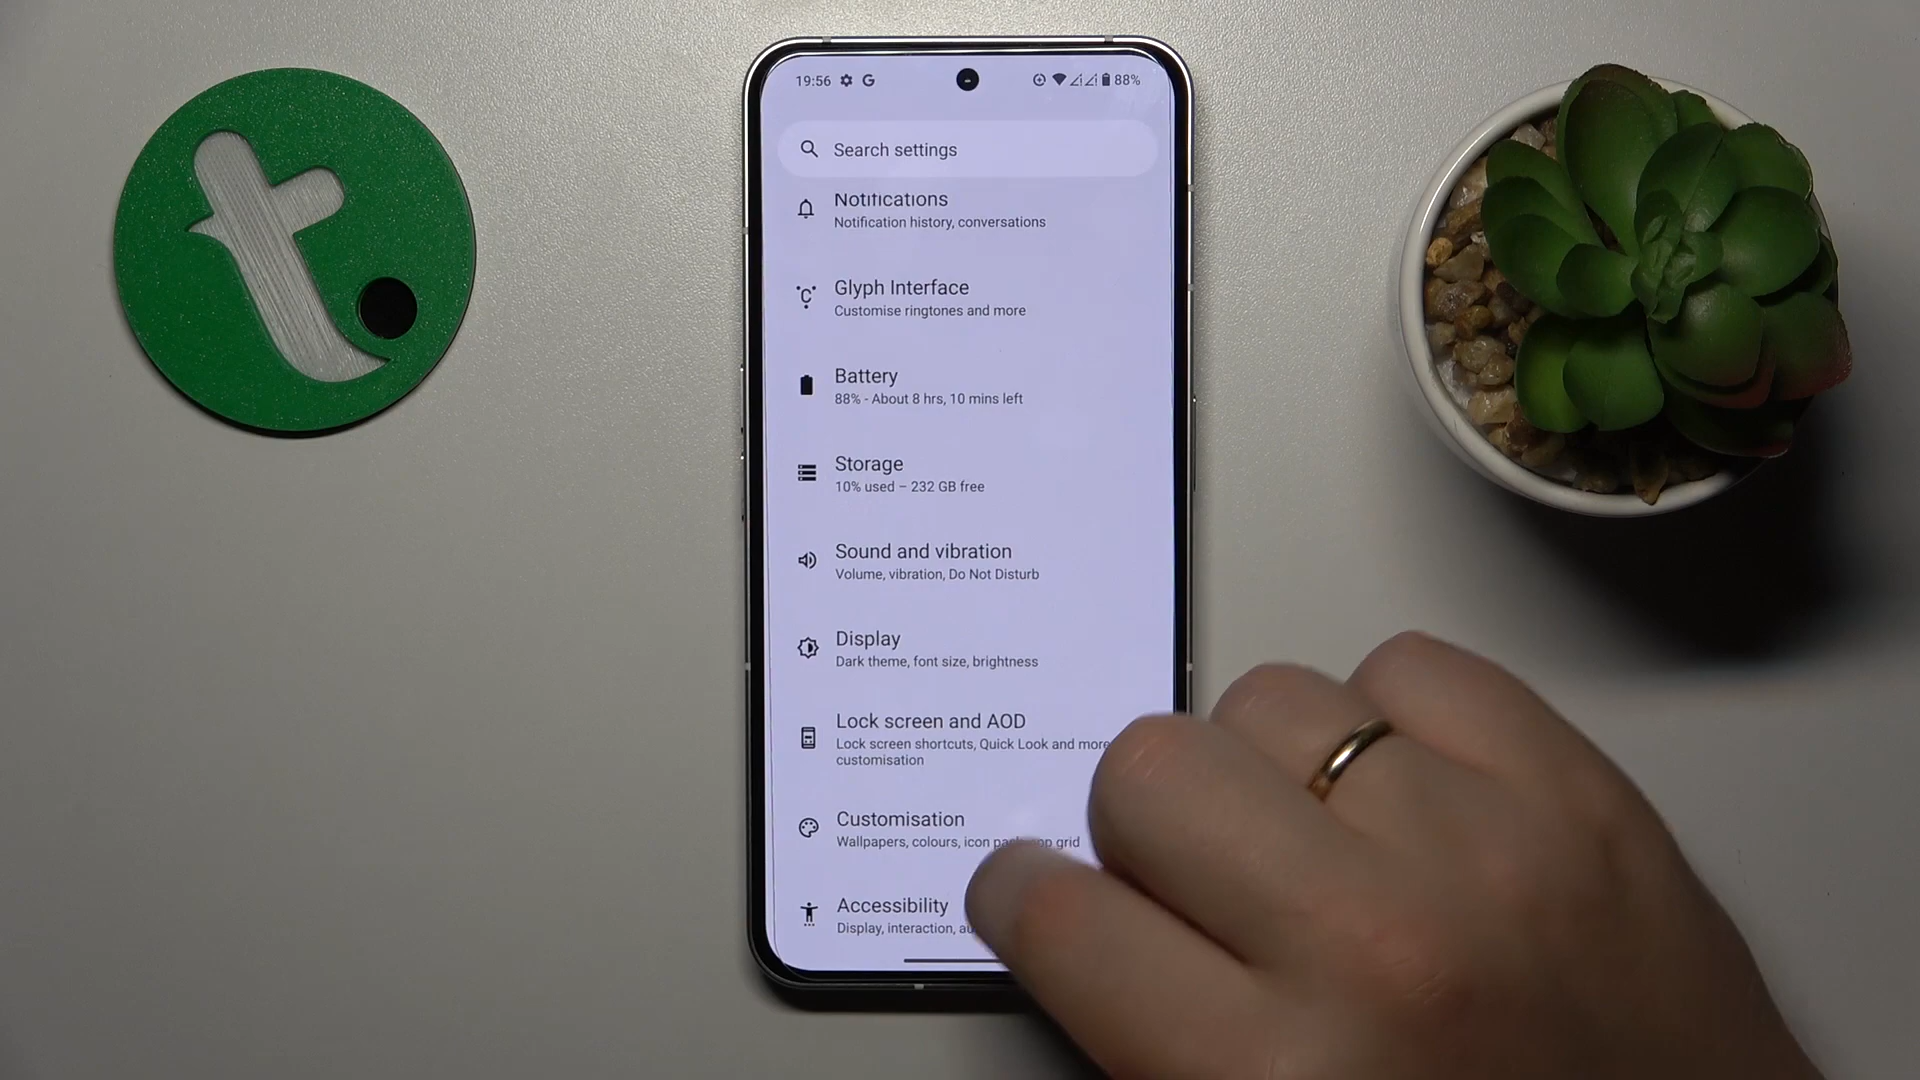 19:56 G 88%
Search settings
Notifications
Notification history, conversations
Glyph Interface
Customise ringtones and more
Battery
88% - About 8 hrs, 10 mins left
Storage
10% used – 232 GB free
Sound and vibration
Volume, vibration, Do Not Disturb
Display
Dark theme, font size, brightness
Lock screen and AOD
Lock screen shortcuts, Quick Look and more
customisation
Customisation
Wallpapers, colours, icon grid
Accessibility
Display, interaction,
t.